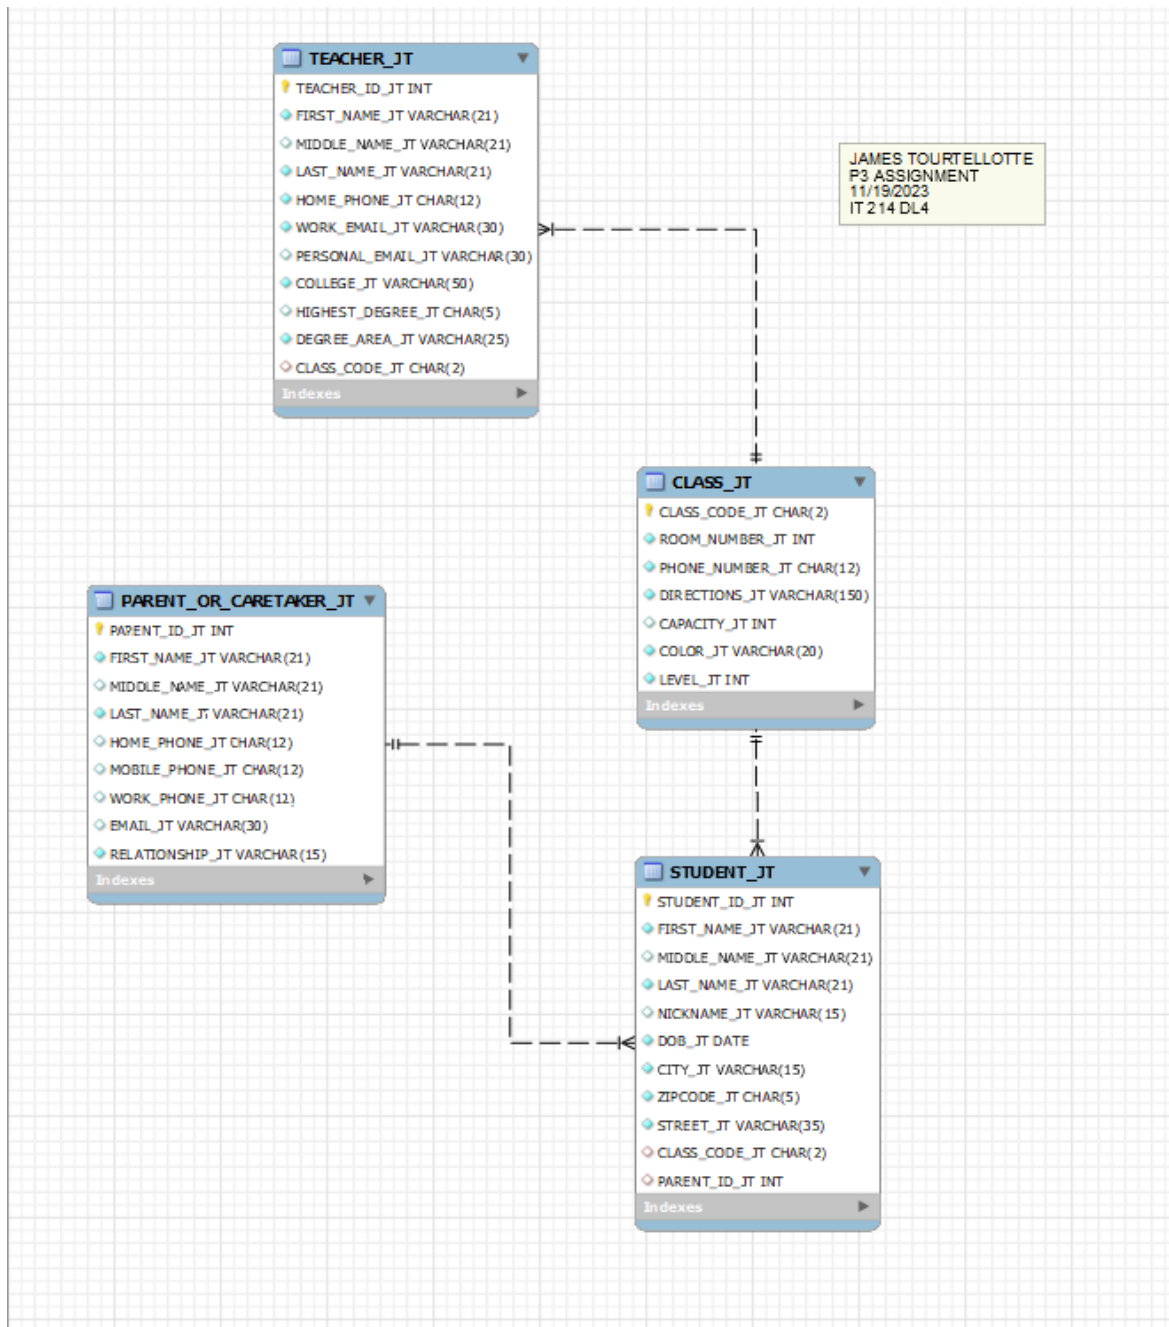 TEACHER_JT
TEACHER_ID_JT INT
FIRST_NAME_JT VARCHAR(21)
MIDDLE_NAME_JT VARCHAR(21)
LAST_NAME_JT VARCHAR(21)
HOME_PHONE_JT CHAR(12)
WORK_EMAIL_JT VARCHAR(30)
PERSONAL_EMAIL_JT VARCHAR(30)
COLLEGE_JT VARCHAR(50)
HIGHEST_DEGREE_JT CHAR(5)
DEGREE_AREA_JT VARCHAR(25)
CLASS_CODE_JT CHAR(2)
Indexes
JAMES TOURTELLOTTE
P3 ASSIGNMENT
11/19/2023
IT 214 DL4
CLASS_JT
CLASS_CODE_JT CHAR(2)
ROOM_NUMBER_JT INT
PHONE_NUMBER_JT CHAR(12)
DIRECTIONS_JT VARCHAR(150)
CAPACITY_JT INT
COLOR_JT VARCHAR(20)
LEVEL_JT INT
Indexes
PARENT_OR_CARETAKER_JT
PARENT_ID_JT INT
FIRST_NAME_JT VARCHAR(21)
MIDDLE_NAME_JT VARCHAR(21)
LAST_NAME_JT VARCHAR(21)
HOME_PHONE_JT CHAR(12)
MOBILE_PHONE_JT CHAR(12)
WORK_PHONE_JT CHAR(12)
EMAIL_JT VARCHAR(30)
RELATIONSHIP_JT VARCHAR(15)
Indexes
STUDENT_JT
STUDENT_ID_JT INT
FIRST_NAME_JT VARCHAR(21)
MIDDLE_NAME_JT VARCHAR(21)
LAST_NAME_JT VARCHAR(21)
NICKNAME_JT VARCHAR(15)
DOB_JT DATE
CITY_JT VARCHAR(15)
ZIPCODE_JT CHAR(5)
STREET_JT VARCHAR(35)
CLASS_CODE_JT CHAR(2)
PARENT_ID_JT INT
Indexes